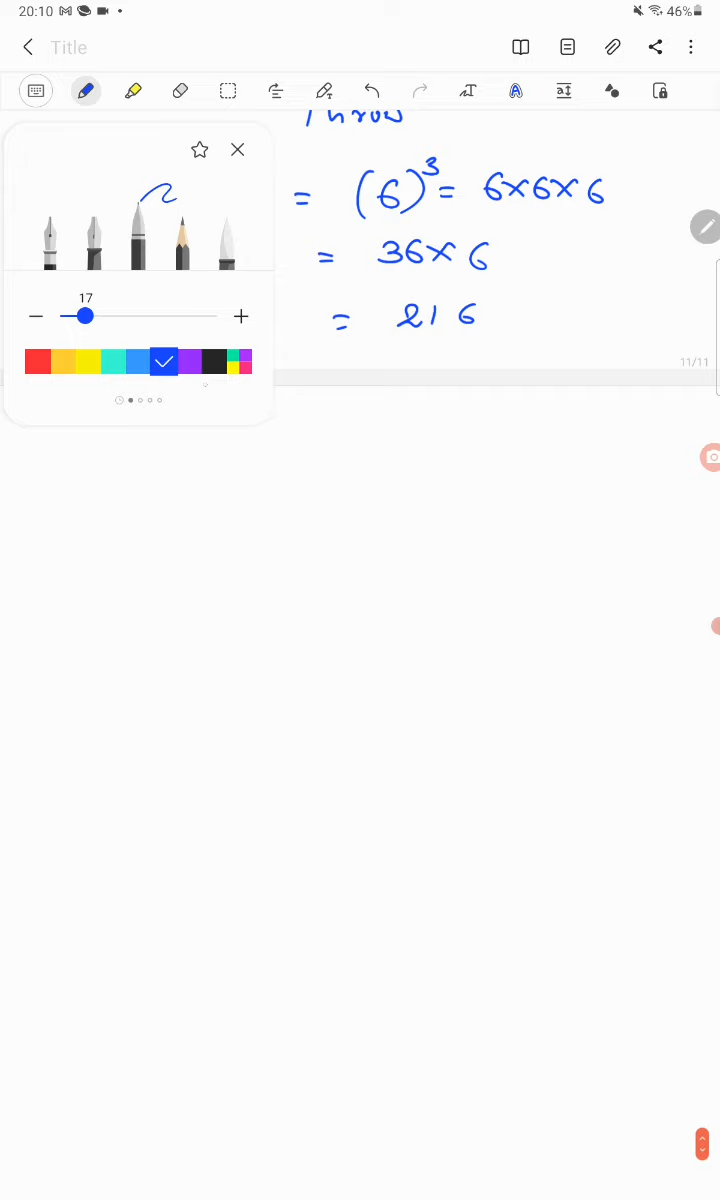 20:10 46%
Title
Throw
= (6)³ = 6×6×6
17
= 36 × 6
= 216
11/11